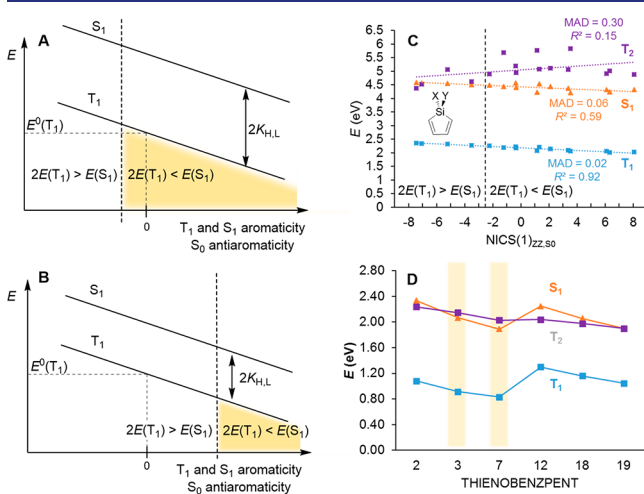 A
E
S₁
T₁
E⁰(T₁)
2K_H,L
2E(T₁) > E(S₁)
2E(T₁) < E(S₁)
0
T₁ and S₁ aromaticity
S₀ antiaromaticity
B
E
S₁
T₁
E⁰(T₁)
2K_H,L
2E(T₁) > E(S₁)
2E(T₁) < E(S₁)
0
T₁ and S₁ aromaticity
S₀ antiaromaticity
C
MAD = 0.30
R² = 0.15
T₂
E (eV)
6.5
6
5.5
5
4.5
4
3.5
3
2.5
2
1.5
1
0.5
0
X Y
Si
S₁
MAD = 0.06
R² = 0.59
T₁
MAD = 0.02
R² = 0.92
2E(T₁) > E(S₁)
2E(T₁) < E(S₁)
-8 -6 -4 -2 0 2 4 6 8
NICS(1)ZZ,S0
D
E (eV)
2.80
2.40
2.00
1.60
1.20
0.80
0.40
0.00
S₁
T₂
T₁
2 3 7 12 18 19
THIENOBENZPENT